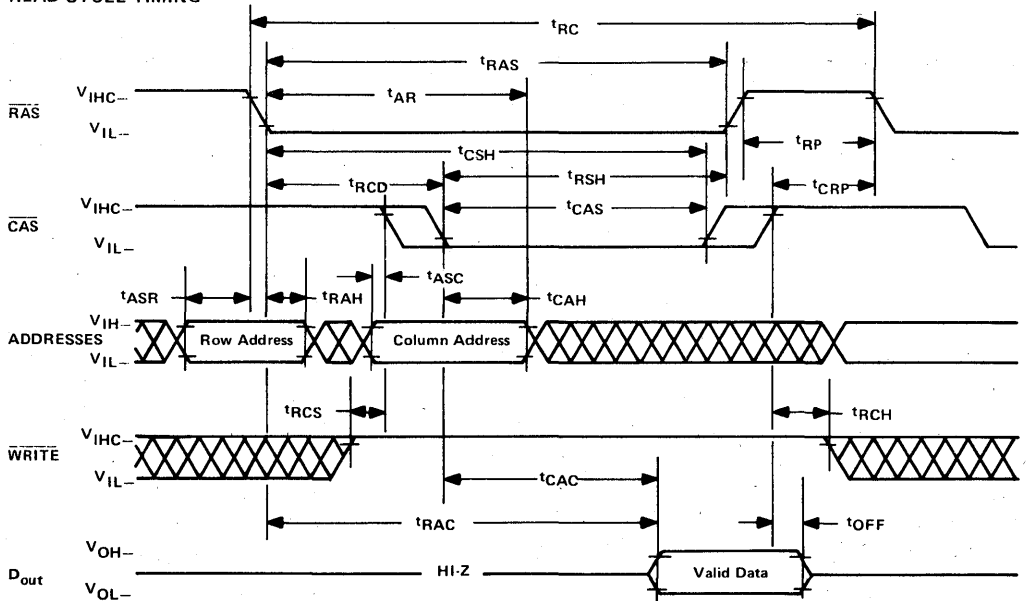 READ CYCLE TIMING
tRC
tRAS
tAR
RAS
VIHC
VIL
tRP
tCSH
tRCD
tRSH
tCRP
CAS
VIHC
VIL
tCAS
tASC
tASR
tRAH
tCAH
ADDRESSES
VIH
VIL
Row Address
Column Address
tRCS
tRCH
WRITE
VIHC
VIL
tCAC
tRAC
tOFF
Dout
VOH
VOL
HI-Z
Valid Data